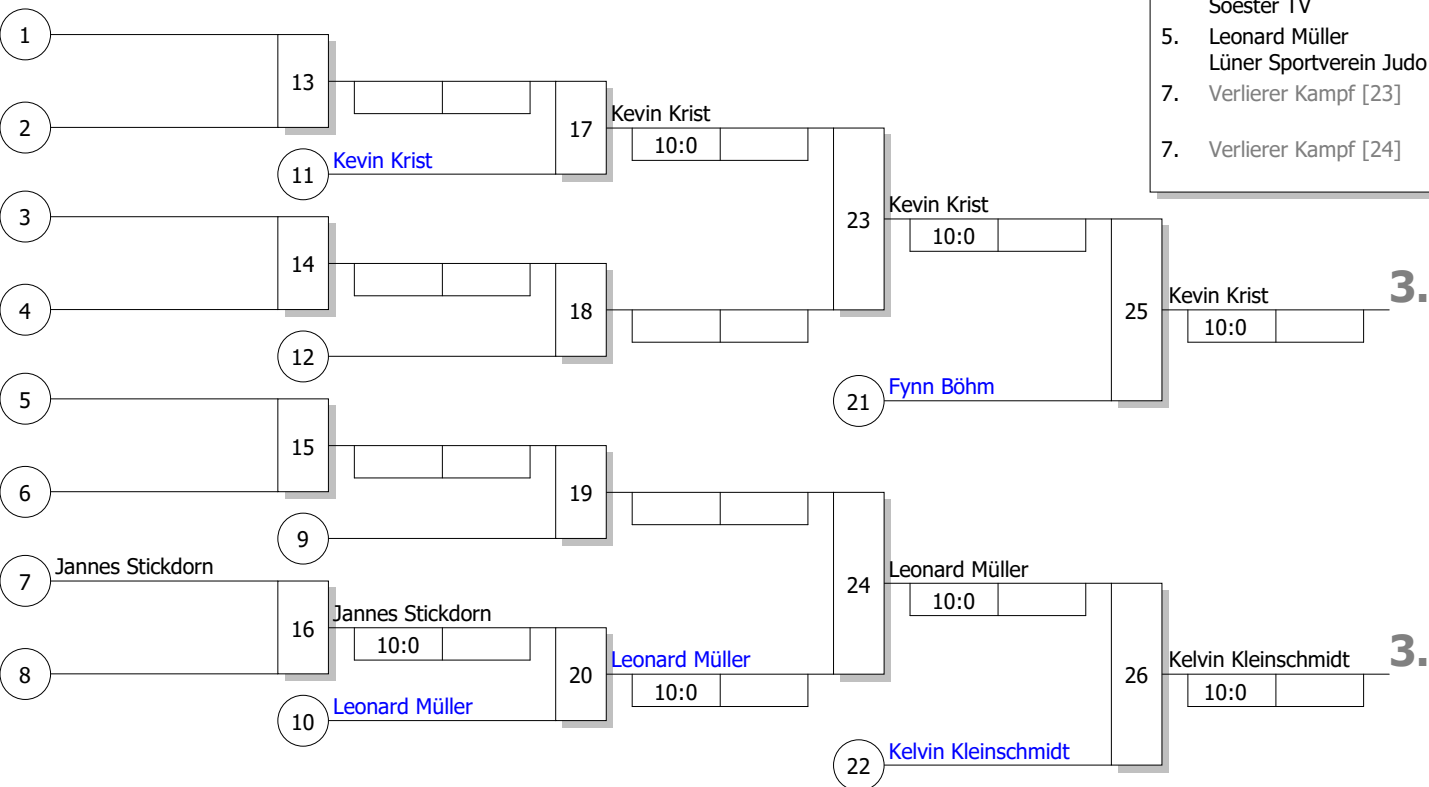 Soester TV
5. Leonard Müller
Lüner Sportverein Judo
7. Verlierer Kampf [23]
7. Verlierer Kampf [24]
1
13
2
17
Kevin Krist
10:0
11
Kevin Krist
3
23
Kevin Krist
10:0
14
4
18
25
Kevin Krist
3.
10:0
12
5
21
Fynn Böhm
15
6
19
9
7
Jannes Stickdorn
24
Leonard Müller
10:0
16
Jannes Stickdorn
10:0
8
20
Leonard Müller
10:0
26
Kelvin Kleinschmidt
3.
10:0
10
Leonard Müller
22
Kelvin Kleinschmidt